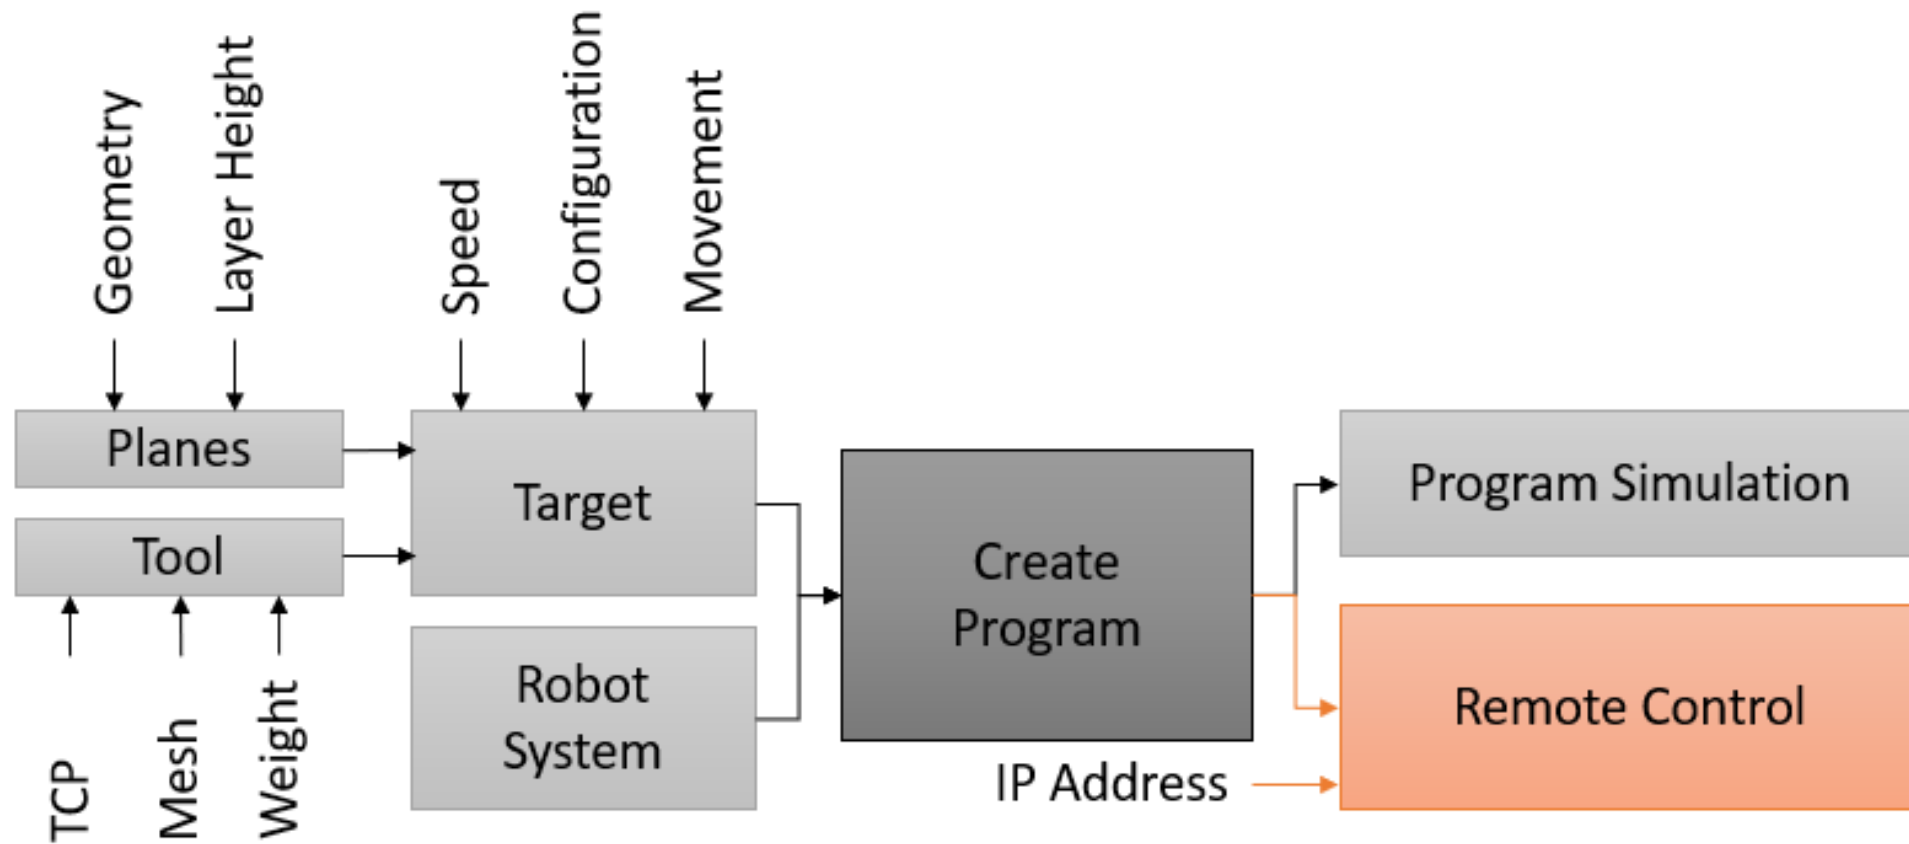 Geometry
Layer Height
Speed
Configuration
Movement
Planes
Tool
Target
Robot
System
Create
Program
Program Simulation
Remote Control
IP Address
TCP
Mesh
Weight